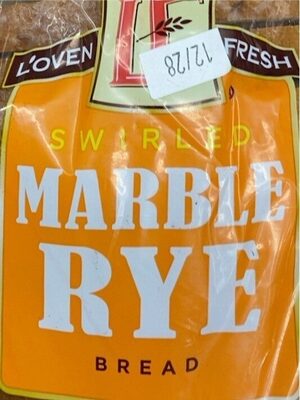 L'OVEN FRESH
LF
12/28
SWIRLED
MARBLE
RYE
BREAD